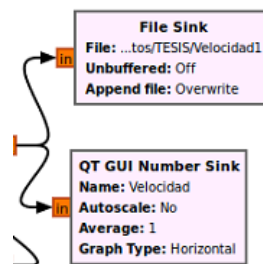 File Sink
in
File: ...tos/TESIS/Velocidad1
Unbuffered: Off
Append file: Overwrite
QT GUI Number Sink
Name: Velocidad
in
Autoscale: No
Average: 1
Graph Type: Horizontal